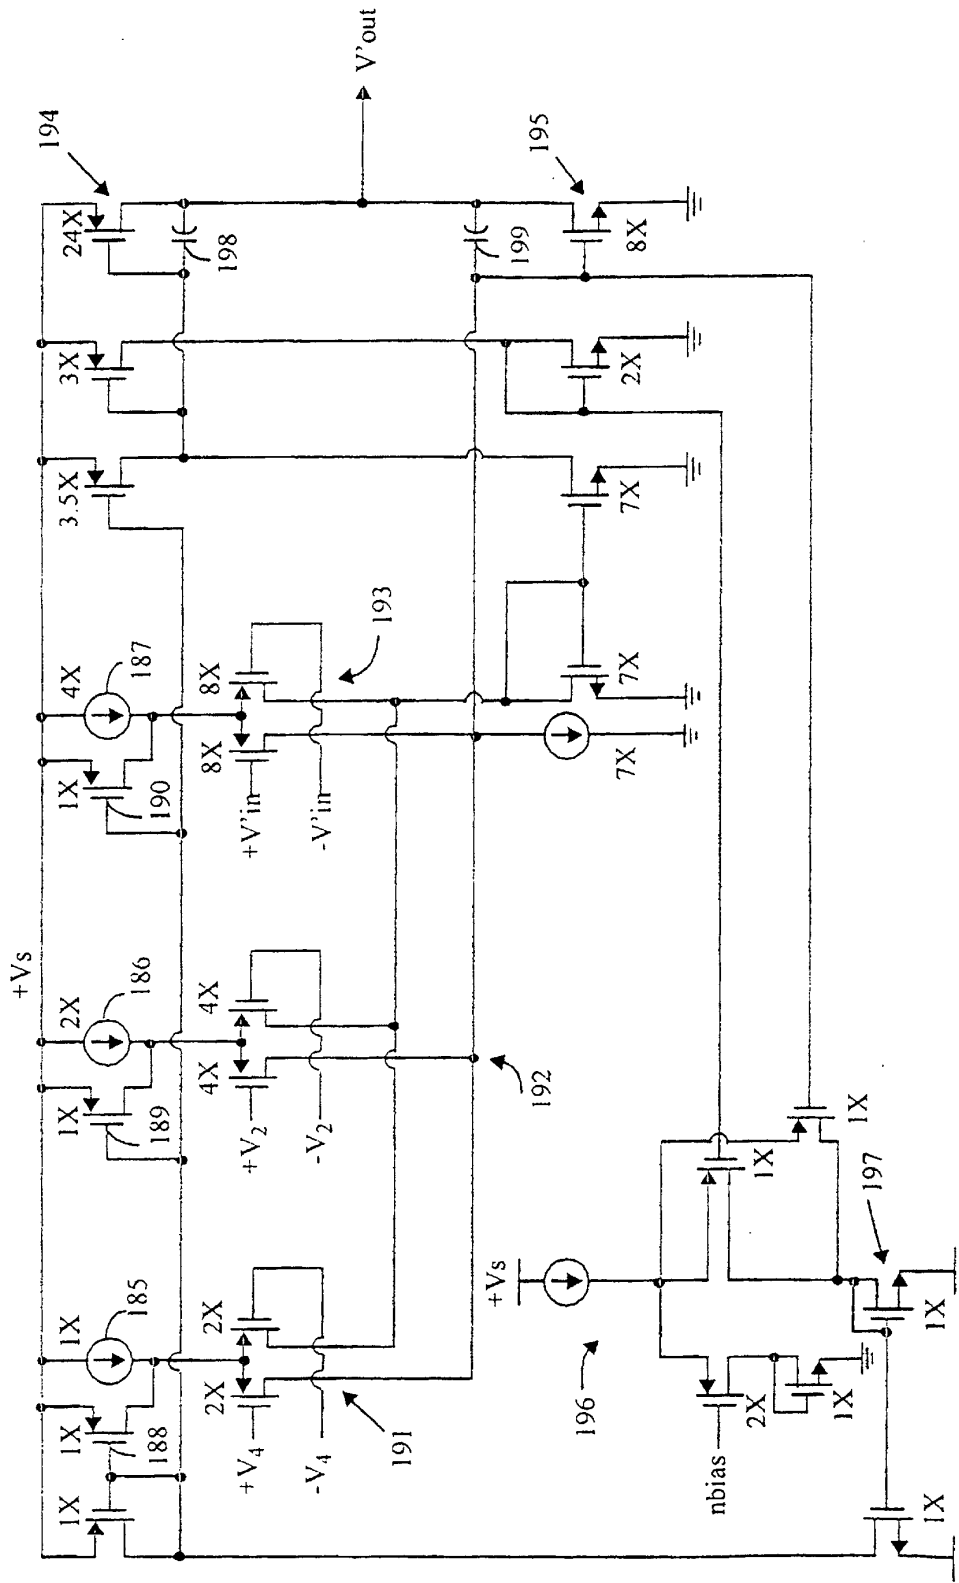 +Vs
1X
1X
1X
185
188
1X
2X
186
189
1X
4X
187
190
3.5X
3X
24X
194
2X
2X
+V4
-V4
191
4X
4X
+V2
-V2
192
8X
8X
+V'in
-V'in
193
198
199
V'out
7X
7X
7X
2X
8X
195
+Vs
196
nbias
2X
1X
1X
1X
197
1X
1X